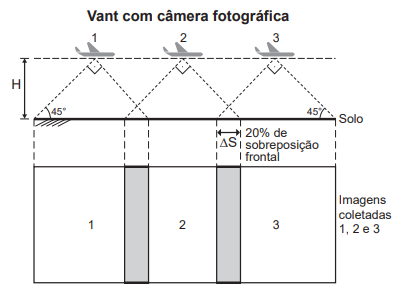 Vant com câmera fotográfica
1 2 3
H
45° 45°
Solo
ΔS
20% de
sobreposição
frontal
1 2 3
Imagens
coletadas
1, 2 e 3